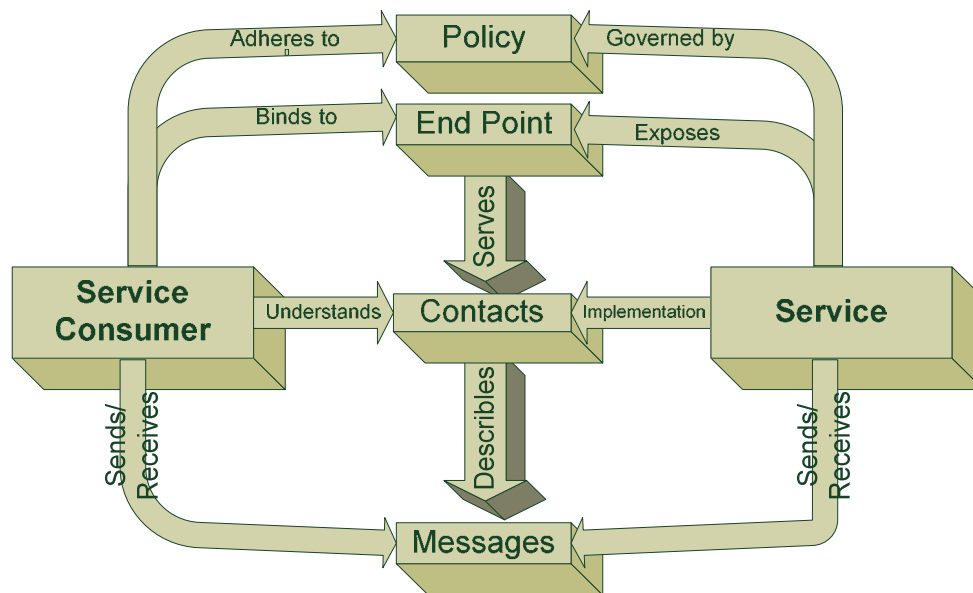 Adheres to
Policy
Governed by
Binds to
End Point
Exposes
Serves
Service
Consumer
Understands
Contacts
Implementation
Service
Describles
Sends/
Receives
Sends/
Receives
Messages